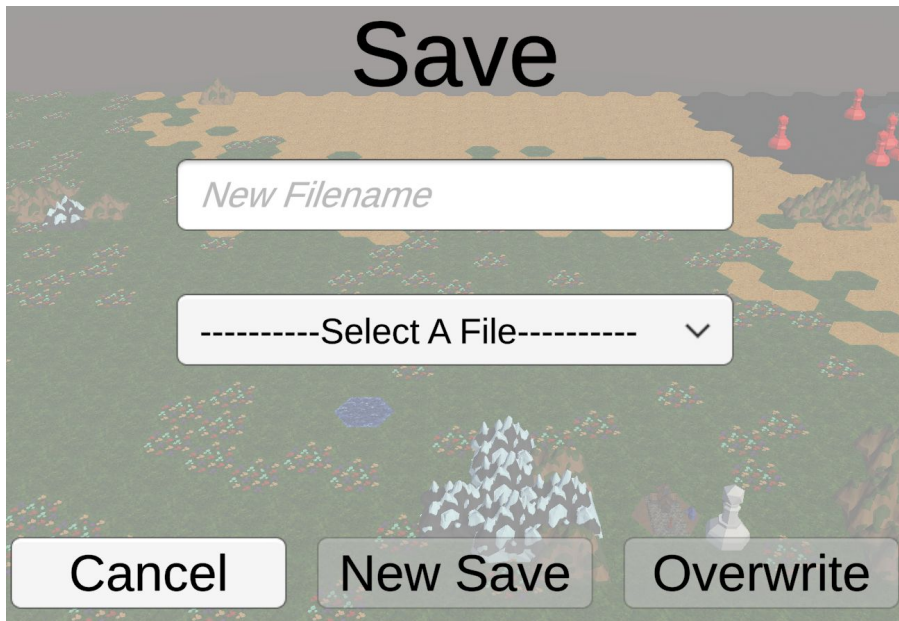 Save
New Filename
----------Select A File----------
Cancel
New Save
Overwrite